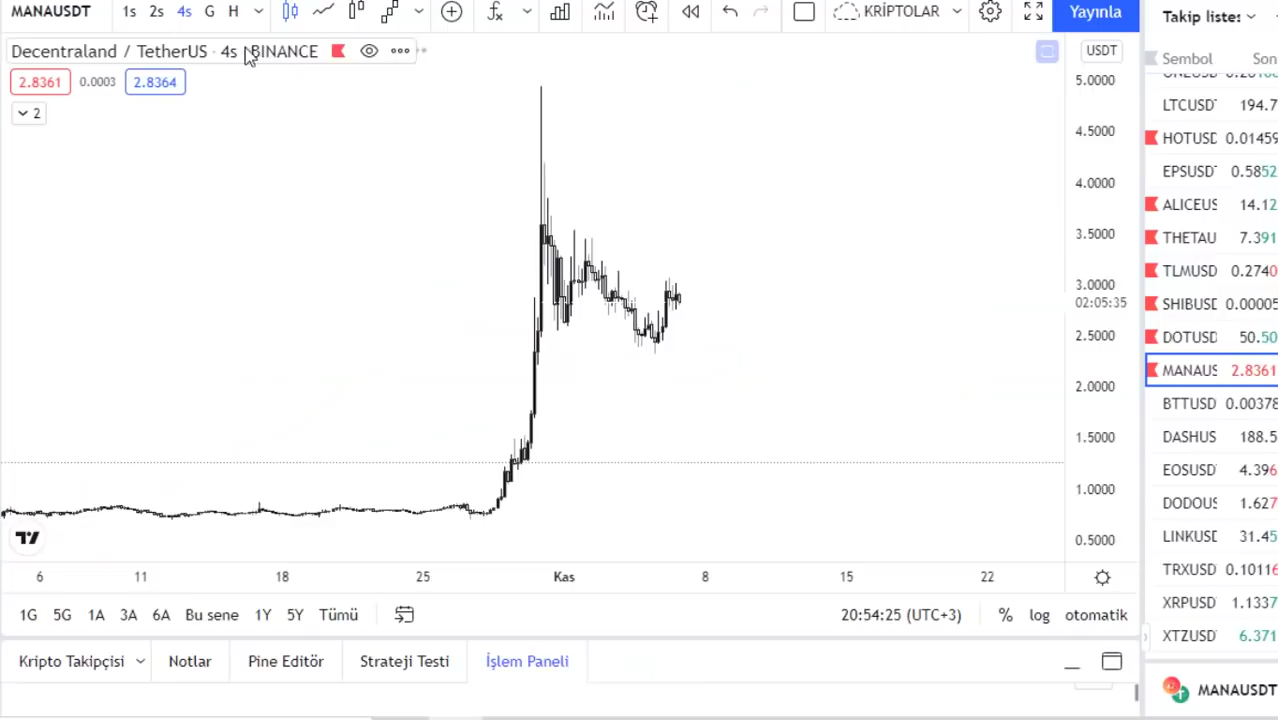 MANAUSDT 1s 2s 4s G H KRİPTOLAR Yayınla Takip listes
Decentraland / TetherUS · 4s BINANCE USDT Sembol Son
2.8361 0.0003 2.8364
2
5.0000
4.5000
4.0000
3.5000
3.0000
02:05:35
2.5000
2.0000
1.5000
1.0000
0.5000
LTCUSD 194.7
HOTUSD 0.01459
EPSUSD 0.5852
ALICEUS 14.12
THETAU 7.391
TLMUSD 0.2740
SHIBUSD 0.00005
DOTUSD 50.50
MANAUS 2.8361
BTTUSD 0.00378
DASHUS 188.5
EOSUSD 4.396
DODOUS 1.627
LINKUSD 31.45
TRXUSD 0.1011
XRPUSD 1.1337
XTZUSD 6.371
6 11 18 25 Kas 8 15 22
1G 5G 1A 3A 6A Bu sene 1Y 5Y Tümü 20:54:25 (UTC+3) % log otomatik
Kripto Takipçisi Notlar Pine Editör Strateji Testi İşlem Paneli
MANAUSDT